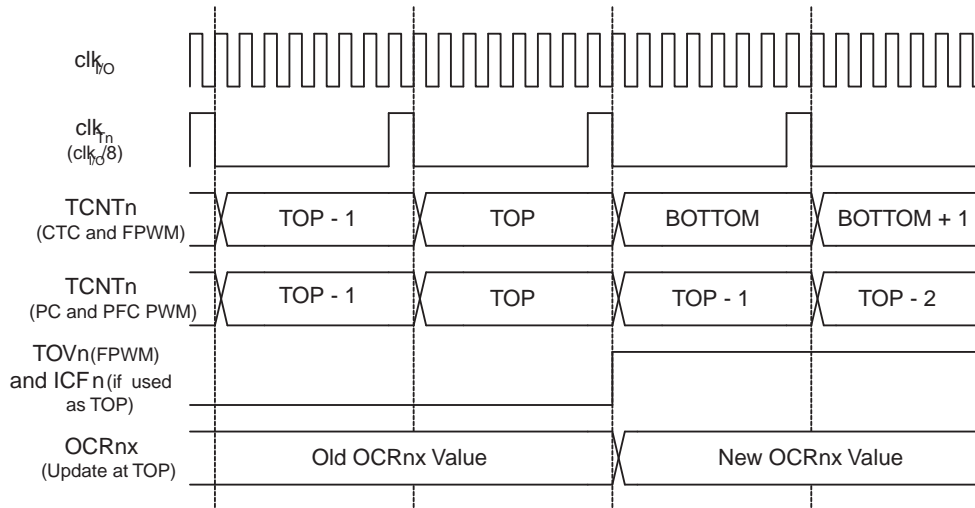 clkI/O
clkTn
(clkI/O/8)
TCNTn
(CTC and FPWM)
TOP - 1
TOP
BOTTOM
BOTTOM + 1
TCNTn
(PC and PFC PWM)
TOP - 1
TOP
TOP - 1
TOP - 2
TOVn(FPWM)
and ICFn(if used
as TOP)
OCRnx
(Update at TOP)
Old OCRnx Value
New OCRnx Value